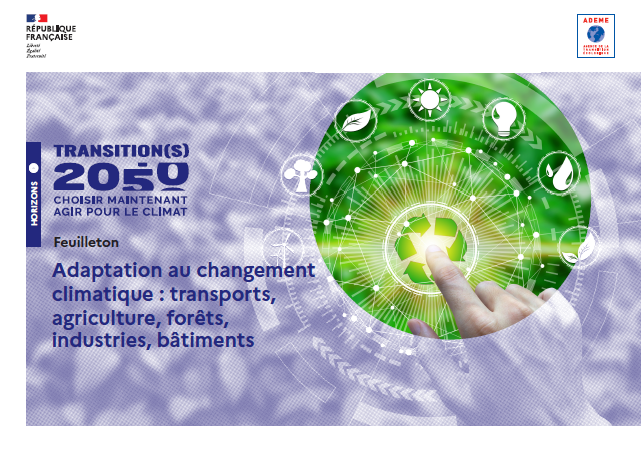 RÉPUBLIQUE
FRANÇAISE
Liberté
Égalité
Fraternité
ADEME
AGENCE DE LA
TRANSITION
ÉCOLOGIQUE
HORIZONS
TRANSITION(S)
2050
CHOISIR MAINTENANT
AGIR POUR LE CLIMAT
Feuilleton
Adaptation au changement
climatique : transports,
agriculture, forêts,
industries, bâtiments